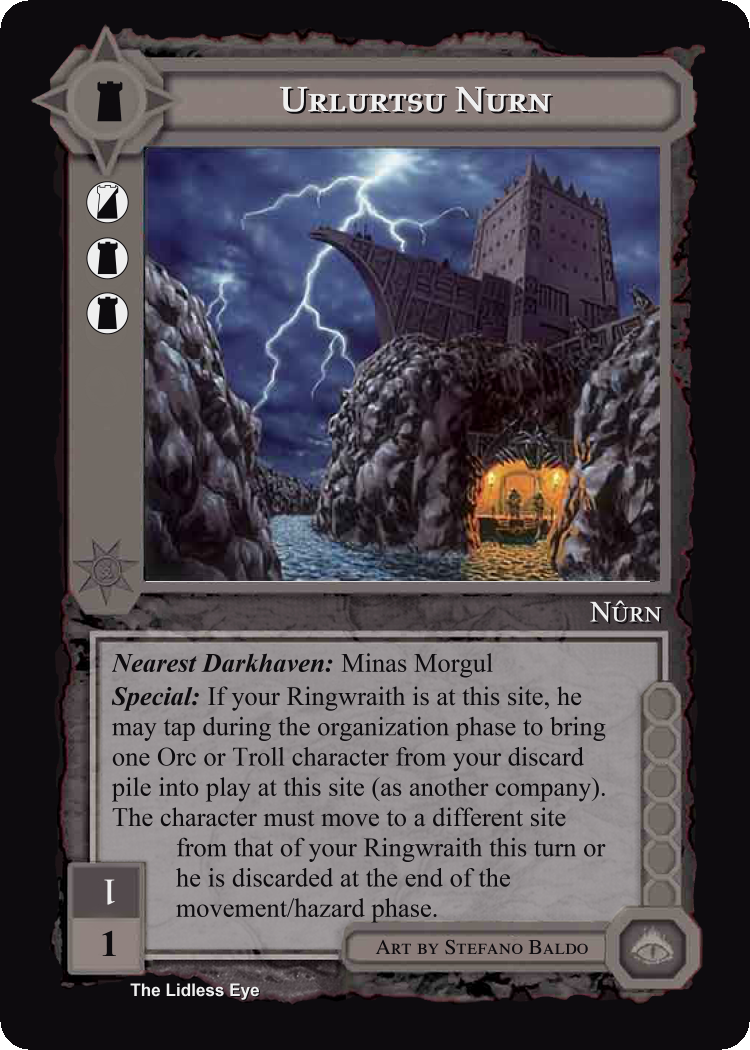 Urlurtsu Nurn
Nûrn
Nearest Darkhaven: Minas Morgul
Special: If your Ringwraith is at this site, he
may tap during the organization phase to bring
one Orc or Troll character from your discard
pile into play at this site (as another company).
The character must move to a different site
from that of your Ringwraith this turn or
he is discarded at the end of the
movement/hazard phase.
1
1
Art by Stefano Baldo
The Lidless Eye